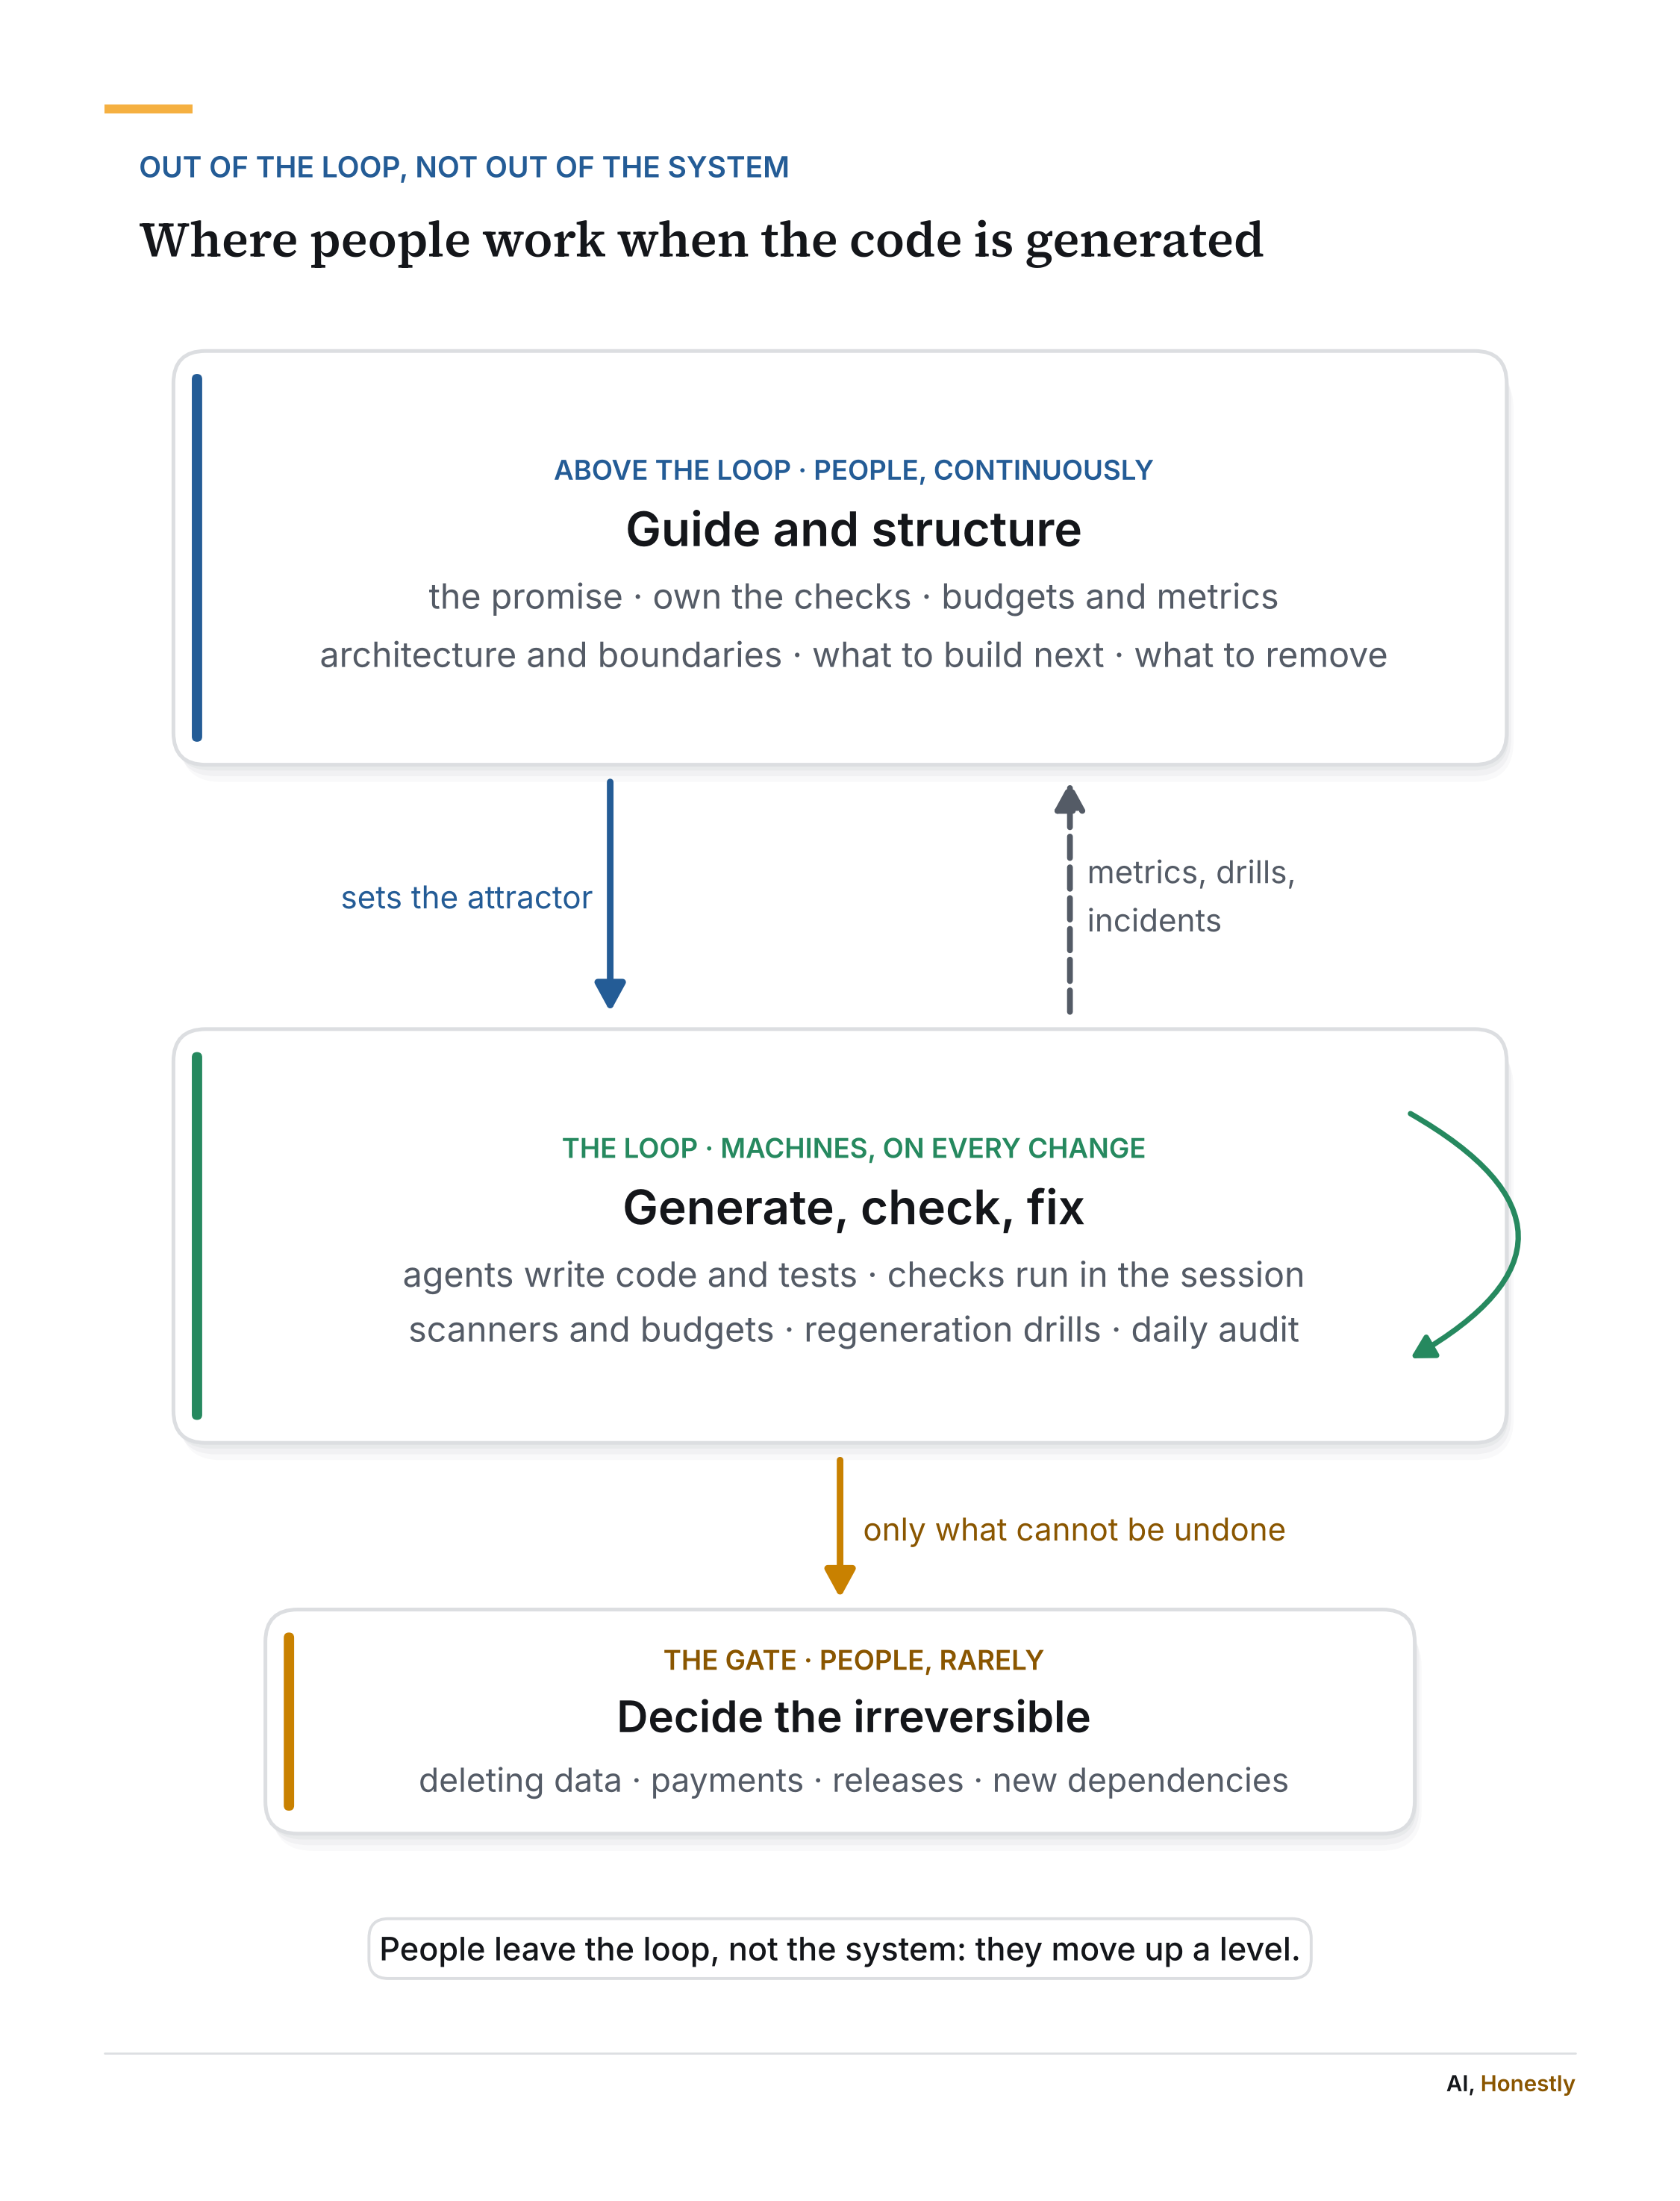 OUT OF THE LOOP, NOT OUT OF THE SYSTEM
Where people work when the code is generated
ABOVE THE LOOP · PEOPLE, CONTINUOUSLY
Guide and structure
the promise · own the checks · budgets and metrics
architecture and boundaries · what to build next · what to remove
sets the attractor
metrics, drills,
incidents
THE LOOP · MACHINES, ON EVERY CHANGE
Generate, check, fix
agents write code and tests · checks run in the session
scanners and budgets · regeneration drills · daily audit
only what cannot be undone
THE GATE · PEOPLE, RARELY
Decide the irreversible
deleting data · payments · releases · new dependencies
People leave the loop, not the system: they move up a level.
AI, Honestly